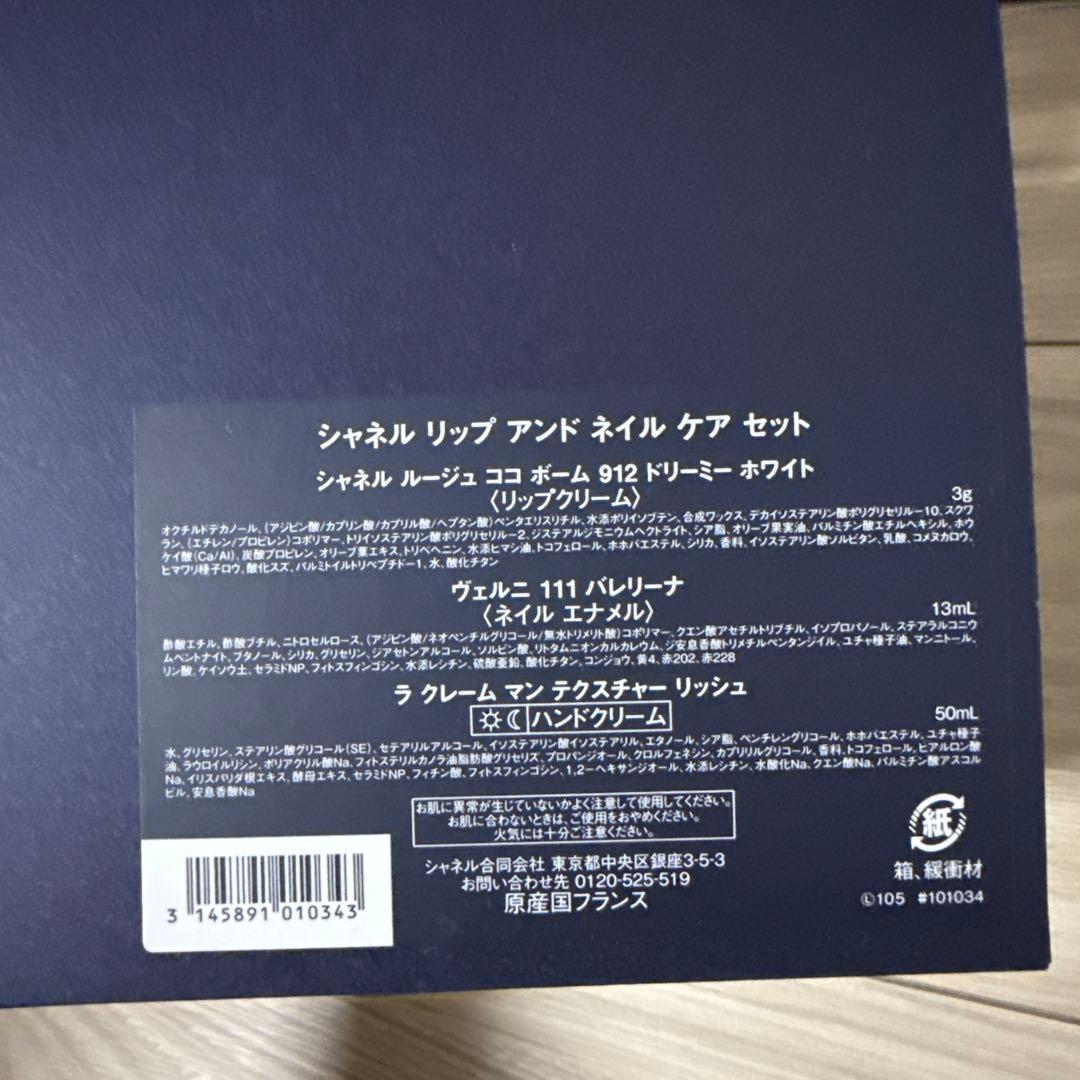 シャネル リップ アンド ネイル ケア セット
シャネル ルージュ ココ ボーム 912 ドリーミー ホワイト
〈リップクリーム〉
3g
オクチルドデカノール、(アジピン酸/カプリン酸/カプリル酸/ヘプタン酸)ペンタエリスリチル、水添ポリイソブテン、合成ワックス、デカイソステアリン酸ポリグリセリル-10、スクワ
ラン、(エチレン/プロピレン)コポリマー、トリイソステアリン酸ポリグリセリル-2、ジステアルジモニウムヘクトライト、シア脂、オリーブ果実油、パルミチン酸エチルヘキシル、ホウ
ケイ酸(Ca/Al)、炭酸プロピレン、オリーブ葉エキス、トリベヘニン、水添ヒマシ油、トコフェロール、ホホバエステル、シリカ、香料、イソステアリン酸ソルビタン、乳酸、コメヌカロウ、
ヒマワリ種子ロウ、酸化スズ、パルミトイルトリペプチド-1、水、酸化チタン
ヴェルニ 111 バレリーナ
〈ネイル エナメル〉
13mL
酢酸エチル、酢酸ブチル、ニトロセルロース、(アジピン酸/ネオペンチルグリコール/無水トリメリト酸)コポリマー、クエン酸アセチルトリブチル、イソプロパノール、ステアラルコニウ
ムベントナイト、ブタノール、シリカ、グリセリン、ジアセトンアルコール、ソルビン酸、リトタムニオンカルカレウム、ジ安息香酸トリメチルペンタンジイル、ユチャ種子油、マンニトール、
リン酸、ケイソウ土、セラミドNP、フィトスフィンゴシン、水添レシチン、硫酸亜鉛、酸化チタン、コンジョウ、黄4、赤202、赤228
ラ クレーム マン テクスチャー リッシュ
ハンドクリーム
50mL
水、グリセリン、ステアリン酸グリコール(SE)、セテアリルアルコール、イソステアリン酸イソステアリル、エタノール、シア脂、ペンチレングリコール、ホホバエステル、ユチャ種子
油、ラウロイルリシン、ポリアクリル酸Na、フィトステリルカノラ油脂肪酸グリセリズ、プロパンジオール、クロルフェネシン、カプリリルグリコール、香料、トコフェロール、ヒアルロン酸
Na、イリスパリダ根エキス、酵母エキス、セラミドNP、フィチン酸、フィトスフィンゴシン、1,2-ヘキサンジオール、水添レシチン、水酸化Na、クエン酸Na、パルミチン酸アスコル
ビル、安息香酸Na
お肌に異常が生じていないかよく注意して使用してください。
お肌に合わないときは、ご使用をおやめください。
火気には十分ご注意ください。
シャネル合同会社 東京都中央区銀座3-5-3
お問い合わせ先 0120-525-519
原産国フランス
紙
箱、緩衝材
Ⓛ105 #101034
3 145891 010343